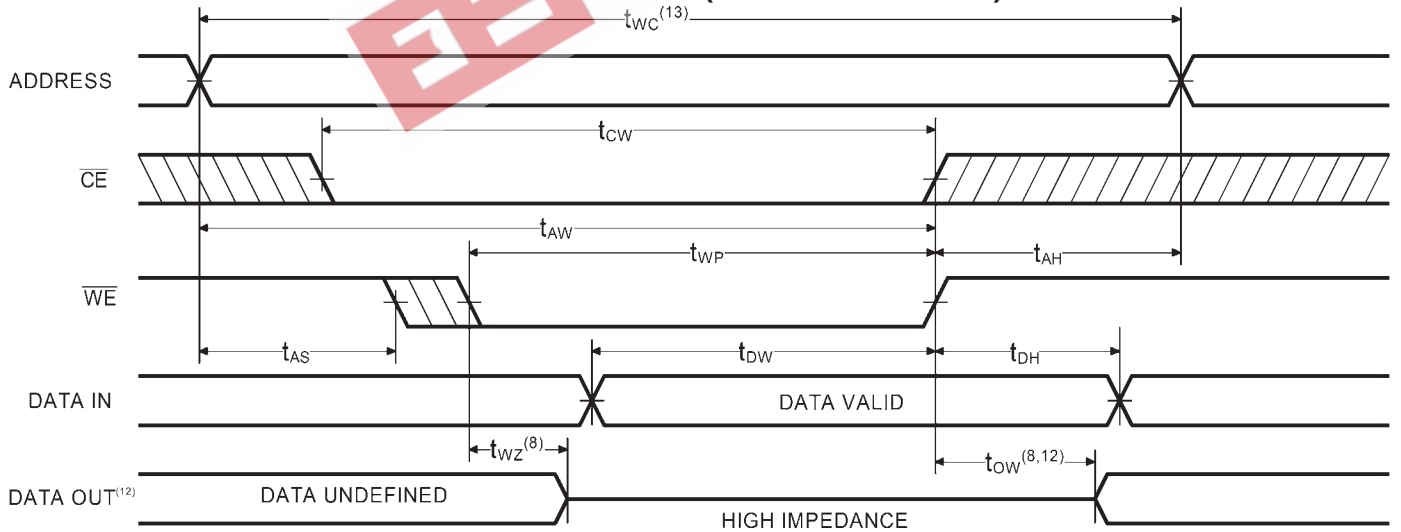 tWC(13)
ADDRESS
tCW
CE
tAW
tWP
tAH
WE
tAS
tDW
tDH
DATA IN
DATA VALID
tWZ(8)
tOW(8,12)
DATA OUT(12)
DATA UNDEFINED
HIGH IMPEDANCE